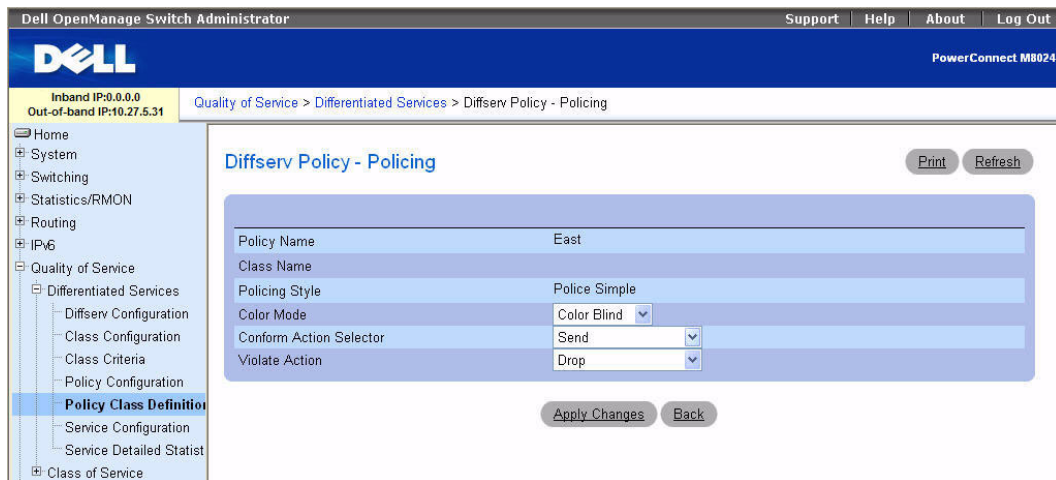 Dell OpenManage Switch Administrator Support Help About Log Out
DELL
PowerConnect M8024
Inband IP:0.0.0.0
Out-of-band IP:10.27.5.31
Quality of Service > Differentiated Services > Diffserv Policy - Policing
Home
System
Switching
Statistics/RMON
Routing
IPv6
Quality of Service
Differentiated Services
Diffserv Configuration
Class Configuration
Class Criteria
Policy Configuration
Policy Class Definition
Service Configuration
Service Detailed Statist
Class of Service
Diffserv Policy - Policing
Print Refresh
Policy Name East
Class Name
Policing Style Police Simple
Color Mode Color Blind
Conform Action Selector Send
Violate Action Drop
Apply Changes Back